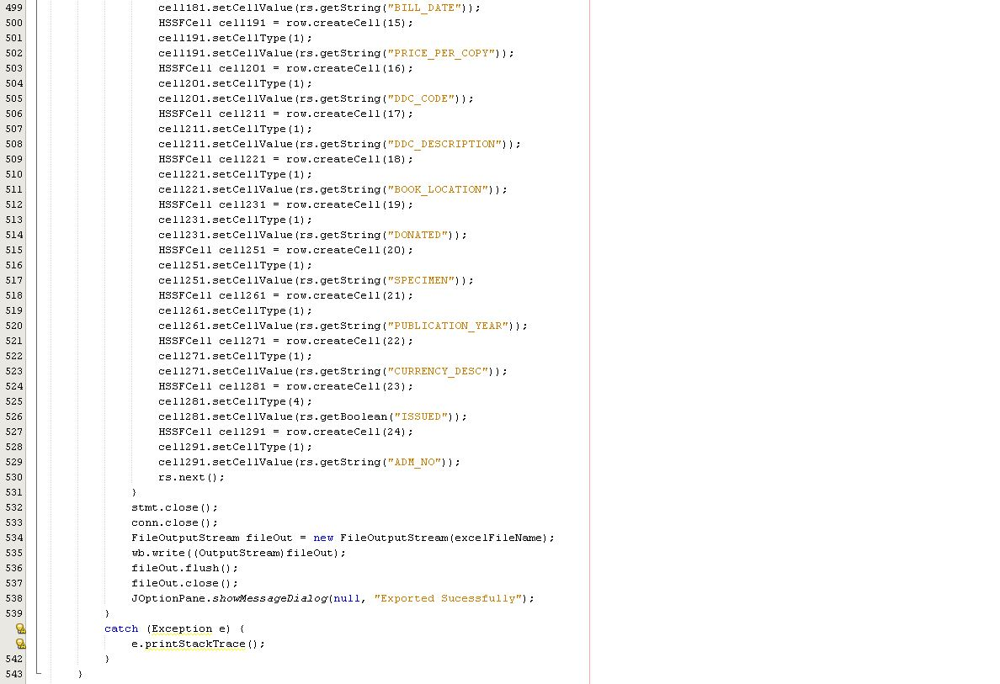 499 cell181.setCellValue(rs.getString("BILL_DATE"));
500 HSSFCell cell191 = row.createCell(15);
501 cell191.setCellType(1);
502 cell191.setCellValue(rs.getString("PRICE_PER_COPY"));
503 HSSFCell cell201 = row.createCell(16);
504 cell201.setCellType(1);
505 cell201.setCellValue(rs.getString("DDC_CODE"));
506 HSSFCell cell211 = row.createCell(17);
507 cell211.setCellType(1);
508 cell211.setCellValue(rs.getString("DDC_DESCRIPTION"));
509 HSSFCell cell221 = row.createCell(18);
510 cell221.setCellType(1);
511 cell221.setCellValue(rs.getString("BOOK_LOCATION"));
512 HSSFCell cell231 = row.createCell(19);
513 cell231.setCellType(1);
514 cell231.setCellValue(rs.getString("DONATED"));
515 HSSFCell cell251 = row.createCell(20);
516 cell251.setCellType(1);
517 cell251.setCellValue(rs.getString("SPECIMEN"));
518 HSSFCell cell261 = row.createCell(21);
519 cell261.setCellType(1);
520 cell261.setCellValue(rs.getString("PUBLICATION_YEAR"));
521 HSSFCell cell271 = row.createCell(22);
522 cell271.setCellType(1);
523 cell271.setCellValue(rs.getString("CURRENCY_DESC"));
524 HSSFCell cell281 = row.createCell(23);
525 cell281.setCellType(4);
526 cell281.setCellValue(rs.getBoolean("ISSUED"));
527 HSSFCell cell291 = row.createCell(24);
528 cell291.setCellType(1);
529 cell291.setCellValue(rs.getString("ADM_NO"));
530 rs.next();
531 }
532 stmt.close();
533 conn.close();
534 FileOutputStream fileOut = new FileOutputStream(excelFileName);
535 wb.write((OutputStream)fileOut);
536 fileOut.flush();
537 fileOut.close();
538 JOptionPane.showMessageDialog(null, "Exported Sucessfully");
539 }
catch (Exception e) {
e.printStackTrace();
542 }
543 }